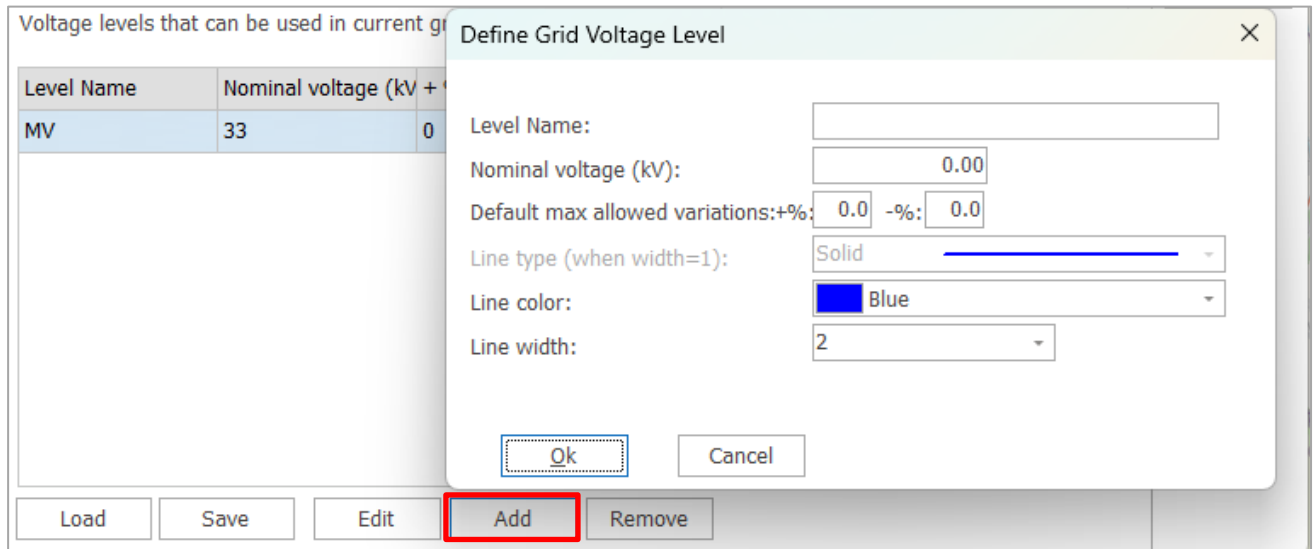 Voltage levels that can be used in current gr
Define Grid Voltage Level
Level Name Nominal voltage (kV +
MV 33 0
Level Name:
Nominal voltage (kV): 0.00
Default max allowed variations:+%: 0.0 -%: 0.0
Line type (when width=1): Solid
Line color: Blue
Line width: 2
Ok Cancel
Load Save Edit Add Remove